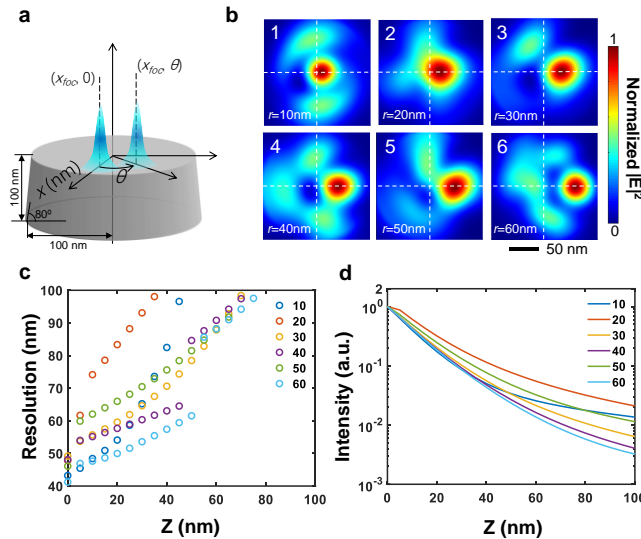 a
(x_foc, 0)
(x_foc, θ)
x (nm)
θ
100 nm
80°
100 nm
b
1
r=10nm
2
r=20nm
3
r=30nm
4
r=40nm
5
r=50nm
6
r=60nm
50 nm
1
0
Normalized |E|²
c
Resolution (nm)
100
90
80
70
60
50
40
0 20 40 60 80 100
Z (nm)
10
20
30
40
50
60
d
Intensity (a.u.)
10⁰
10⁻¹
10⁻²
10⁻³
0 20 40 60 80 100
Z (nm)
10
20
30
40
50
60